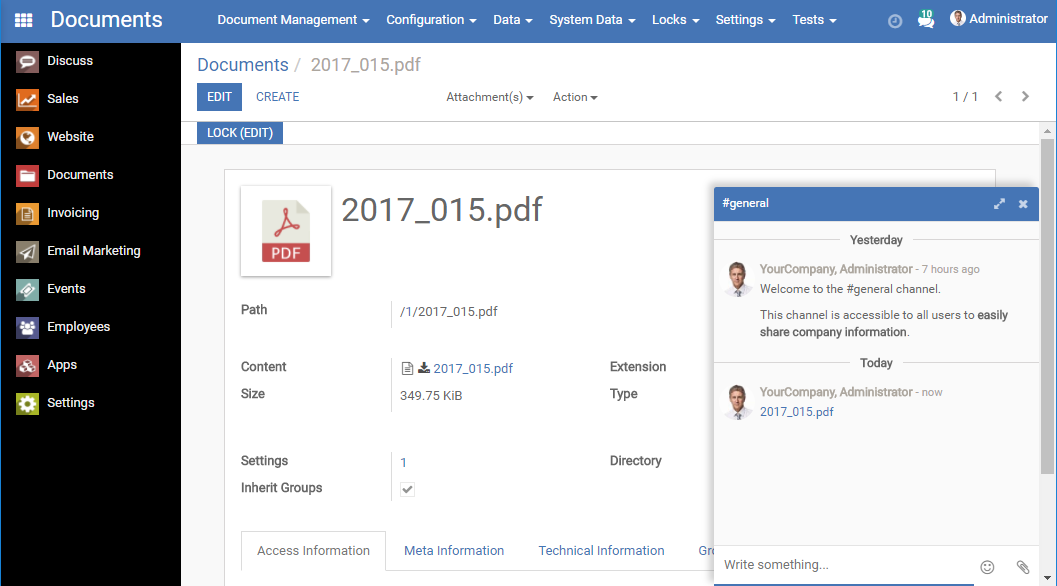 Documents
Document Management Configuration Data System Data Locks Settings Tests 10 Administrator
Discuss
Sales
Website
Documents
Invoicing
Email Marketing
Events
Employees
Apps
Settings
Documents / 2017_015.pdf
EDIT CREATE Attachment(s) Action 1 / 1
LOCK (EDIT)
PDF
2017_015.pdf
Path /1/2017_015.pdf
Content 2017_015.pdf Extension
Size 349.75 KiB Type
Settings 1 Directory
Inherit Groups
Access Information Meta Information Technical Information Gr
#general
Yesterday
YourCompany, Administrator - 7 hours ago
Welcome to the #general channel.
This channel is accessible to all users to easily
share company information.
Today
YourCompany, Administrator - now
2017_015.pdf
Write something...